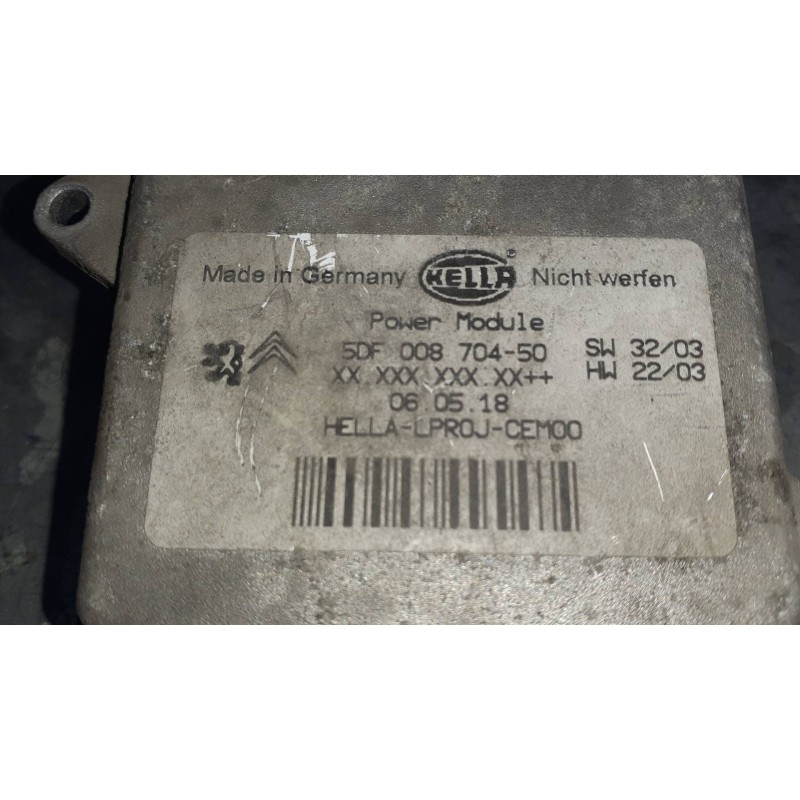 Made in Germany HELLA ® Nicht werfen
Power Module
5DF 008 704-50 SW 32/03
XX.XXX.XXX.XX++ HW 22/03
06.05.18
HELLA-LPROJ-CEM00